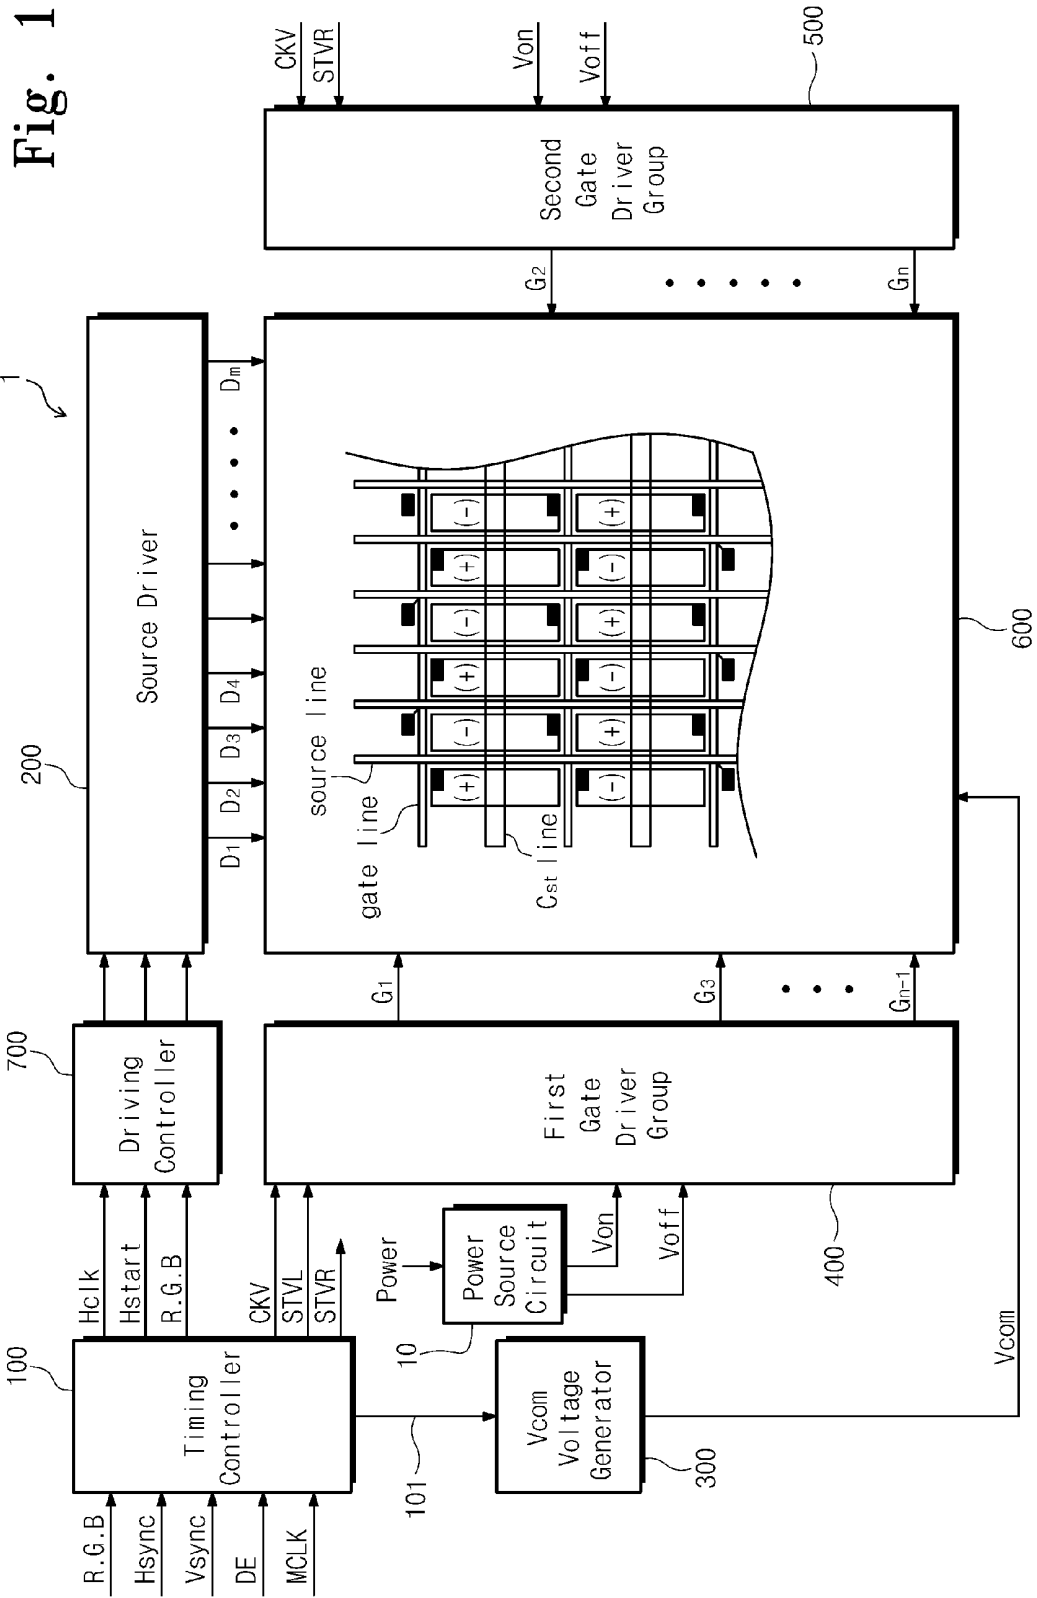 Fig. 1
1
R.G.B
Hsync
Vsync
DE
MCLK
100
Timing
Controller
Hclk
Hstart
R.G.B
CKV
STVL
STVR
700
Driving
Controller
200
Source Driver
D1
D2
D3
D4
Dm
101
Vcom
Voltage
Generator
300
Vcom
Power
10
Power
Source
Circuit
Von
Voff
400
First
Gate
Driver
Group
G1
G3
Gn-1
gate line
source line
Cst line
(+) (-) (+) (-) (+) (-)
(-) (+) (-) (+) (-) (+)
600
G2
Gn
Second
Gate
Driver
Group
500
CKV
STVR
Von
Voff